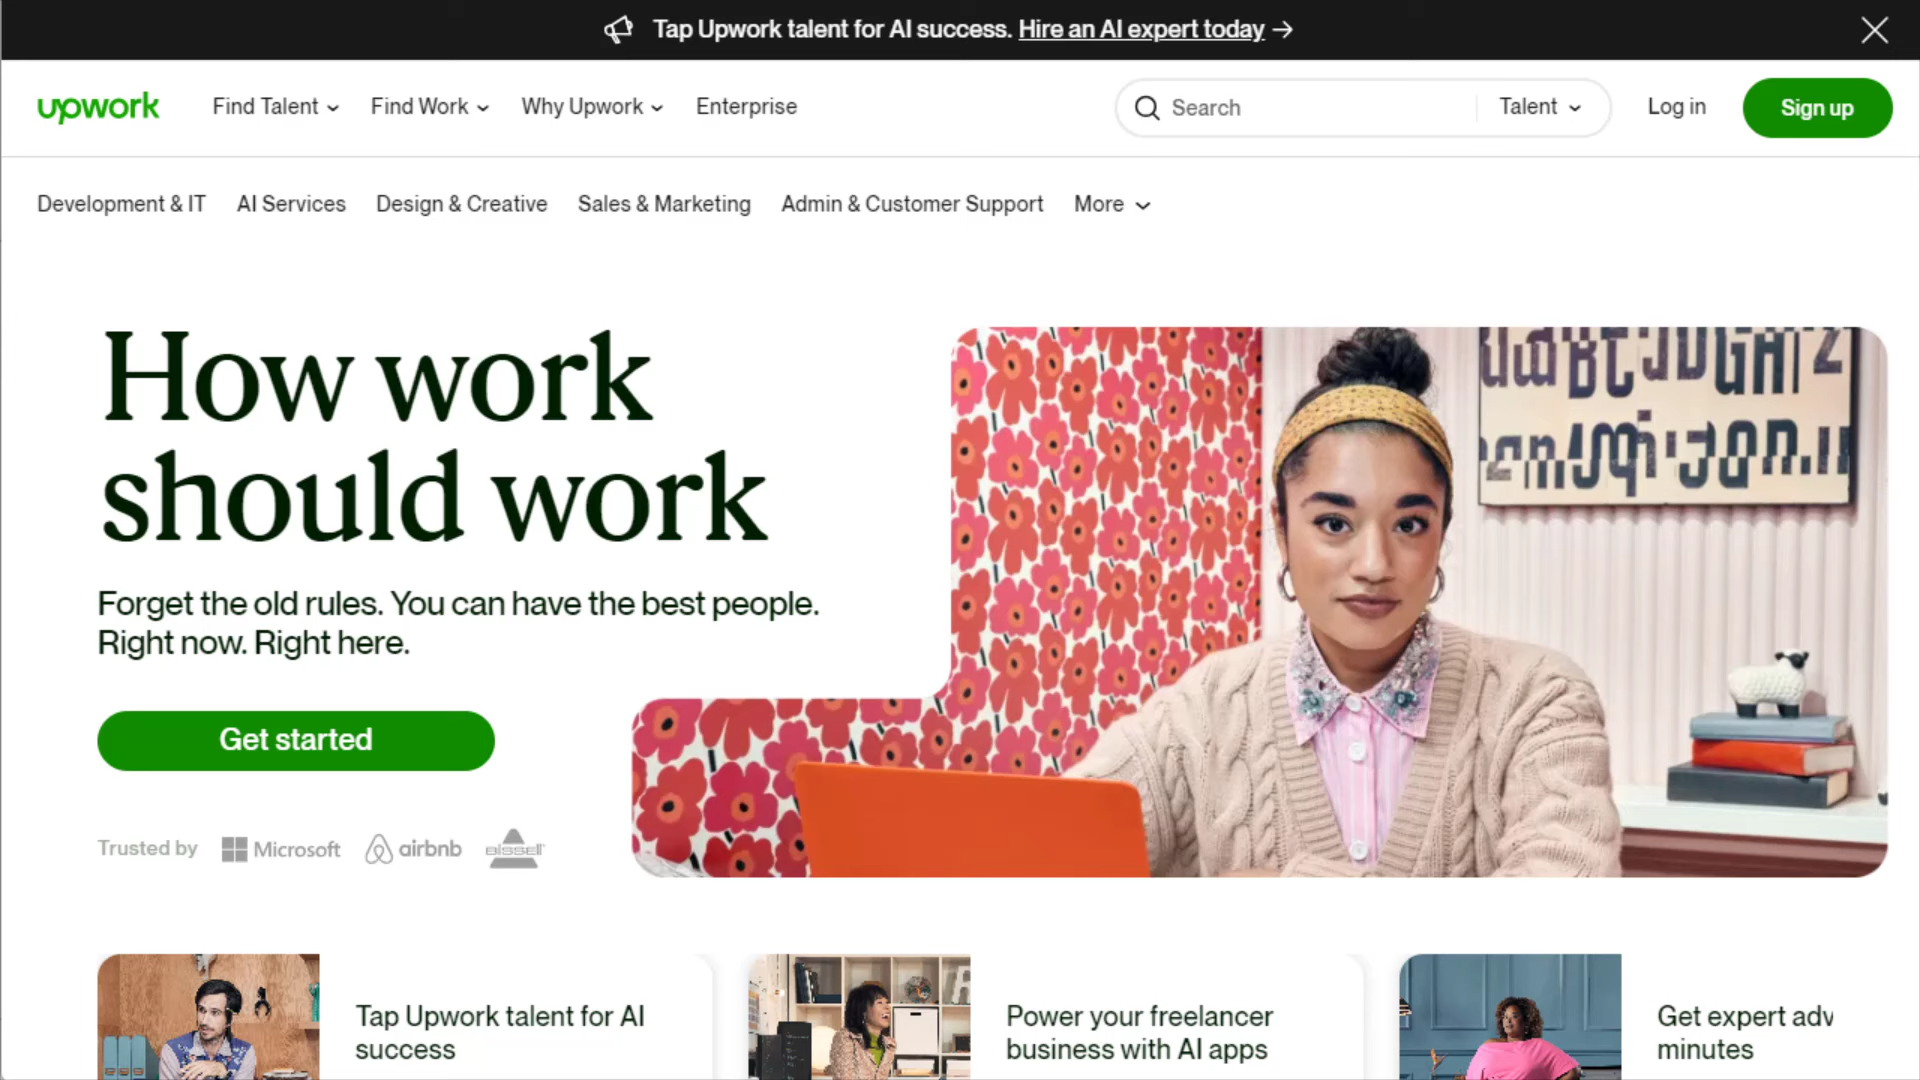 Tap Upwork talent for AI success. Hire an AI expert today →
upwork
Find Talent
Find Work
Why Upwork
Enterprise
Search
Talent
Log in
Sign up
Development & IT
AI Services
Design & Creative
Sales & Marketing
Admin & Customer Support
More
How work
should work
Forget the old rules. You can have the best people.
Right now. Right here.
Get started
Trusted by
Microsoft
airbnb
BISSELL
Tap Upwork talent for AI
success
Power your freelancer
business with AI apps
Get expert adv
minutes